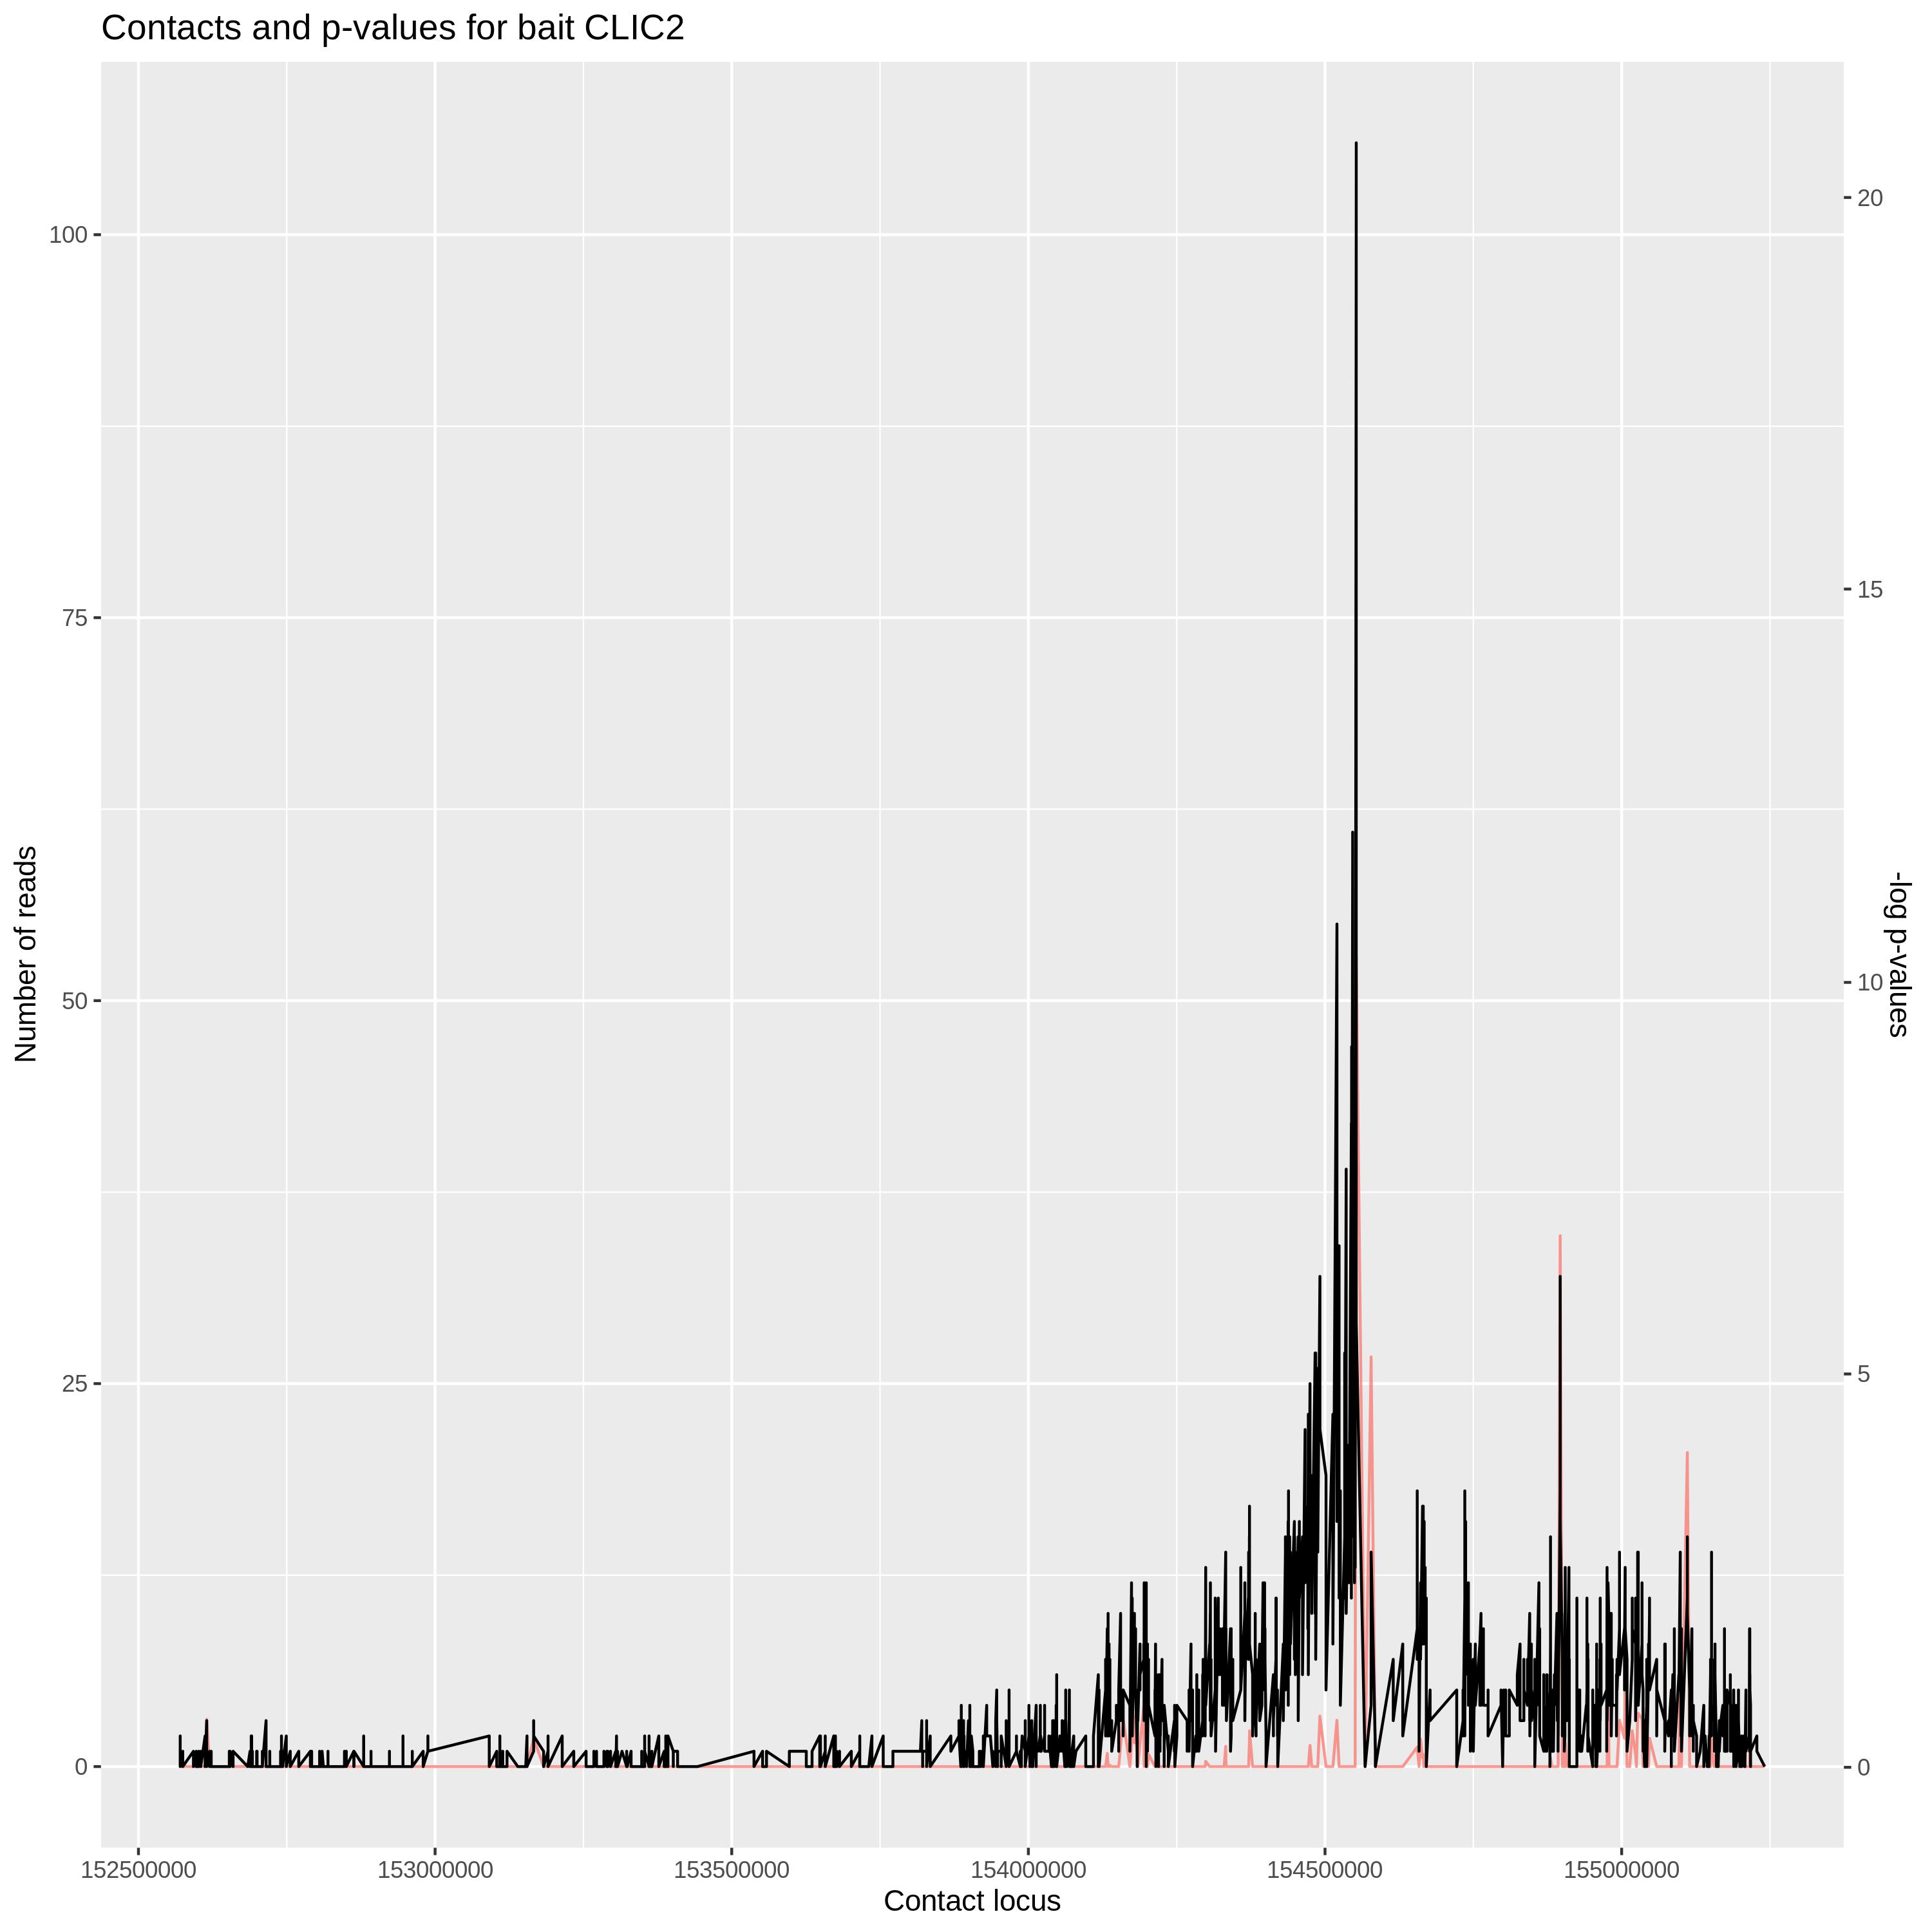 Contacts and p-values for bait CLIC2
100
75
50
25
0
Number of reads
20
15
10
5
0
-log p-values
152500000 153000000 153500000 154000000 154500000 155000000
Contact locus